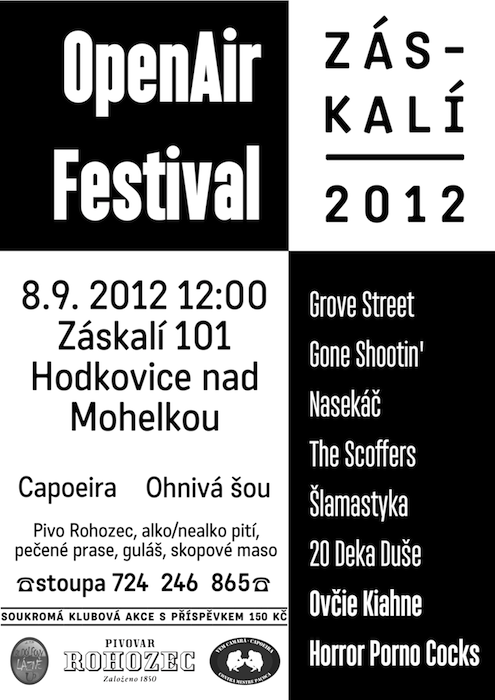 OpenAir
Festival
ZÁS-
KALÍ
2012
8.9. 2012 12:00
Záskalí 101
Hodkovice nad
Mohelkou
Capoeira Ohnivá šou
Pivo Rohozec, alko/nealko pití,
pečené prase, guláš, skopové maso
☎stoupa 724 246 865☎
SOUKROMÁ KLUBOVÁ AKCE S PŘÍSPĚVKEM 150 KČ
Grove Street
Gone Shootin'
Nasekáč
The Scoffers
Šlamastyka
20 Deka Duše
Ovčie Kiahne
Horror Porno Cocks
PIVOVAR
ROHOZEC
Založeno 1850
VEM CAMARA - CAPOEIRA